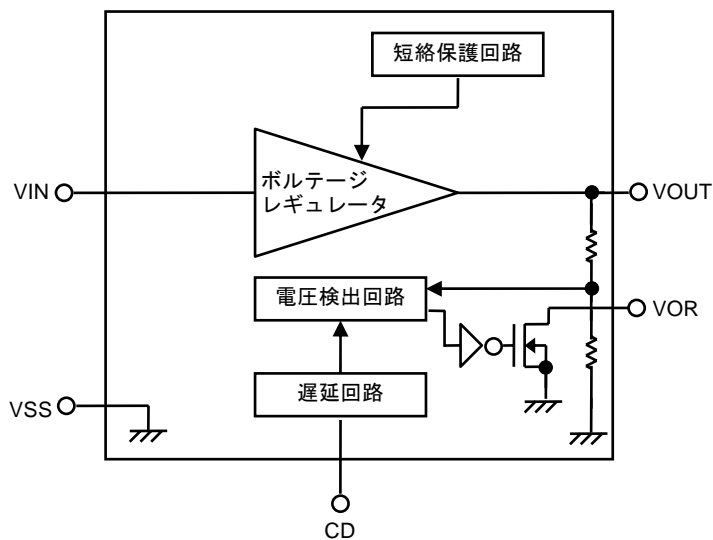 短絡保護回路
ボルテージ
レギュレータ
VIN
VOUT
電圧検出回路
VOR
遅延回路
VSS
CD